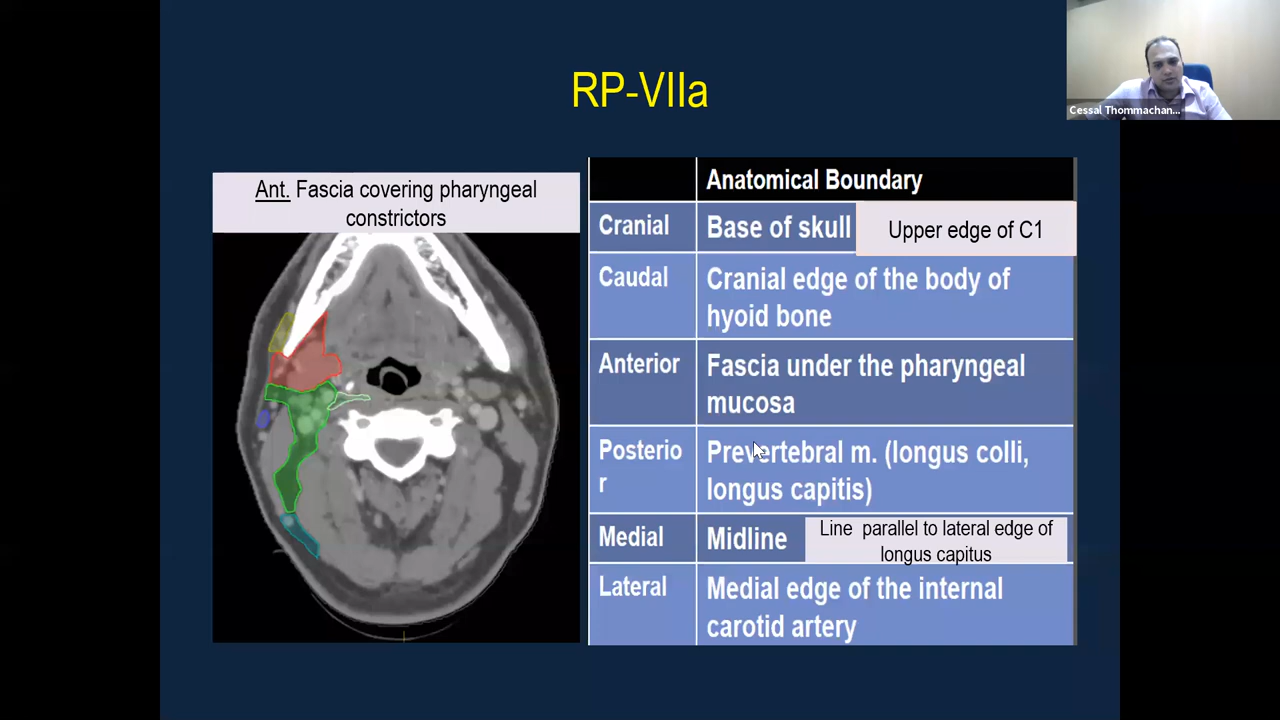 RP-VIIa
Cessal Thommachan...
Ant. Fascia covering pharyngeal
constrictors
Anatomical Boundary
Cranial
Base of skull
Upper edge of C1
Caudal
Cranial edge of the body of
hyoid bone
Anterior
Fascia under the pharyngeal
mucosa
Posterio
r
Prevertebral m. (longus colli,
longus capitis)
Medial
Midline
Line parallel to lateral edge of
longus capitus
Lateral
Medial edge of the internal
carotid artery